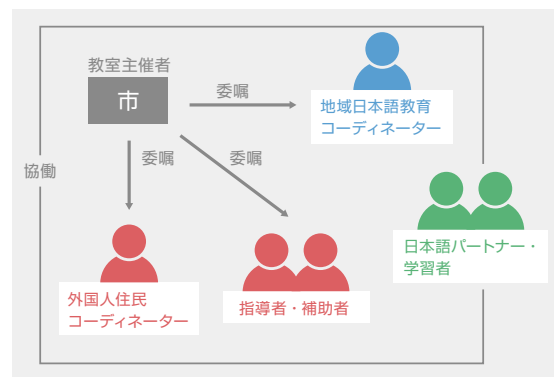 教室主催者
市
委嘱
地域日本語教育
コーディネーター
委嘱
委嘱
協働
日本語パートナー・
学習者
外国人住民
コーディネーター
指導者・補助者